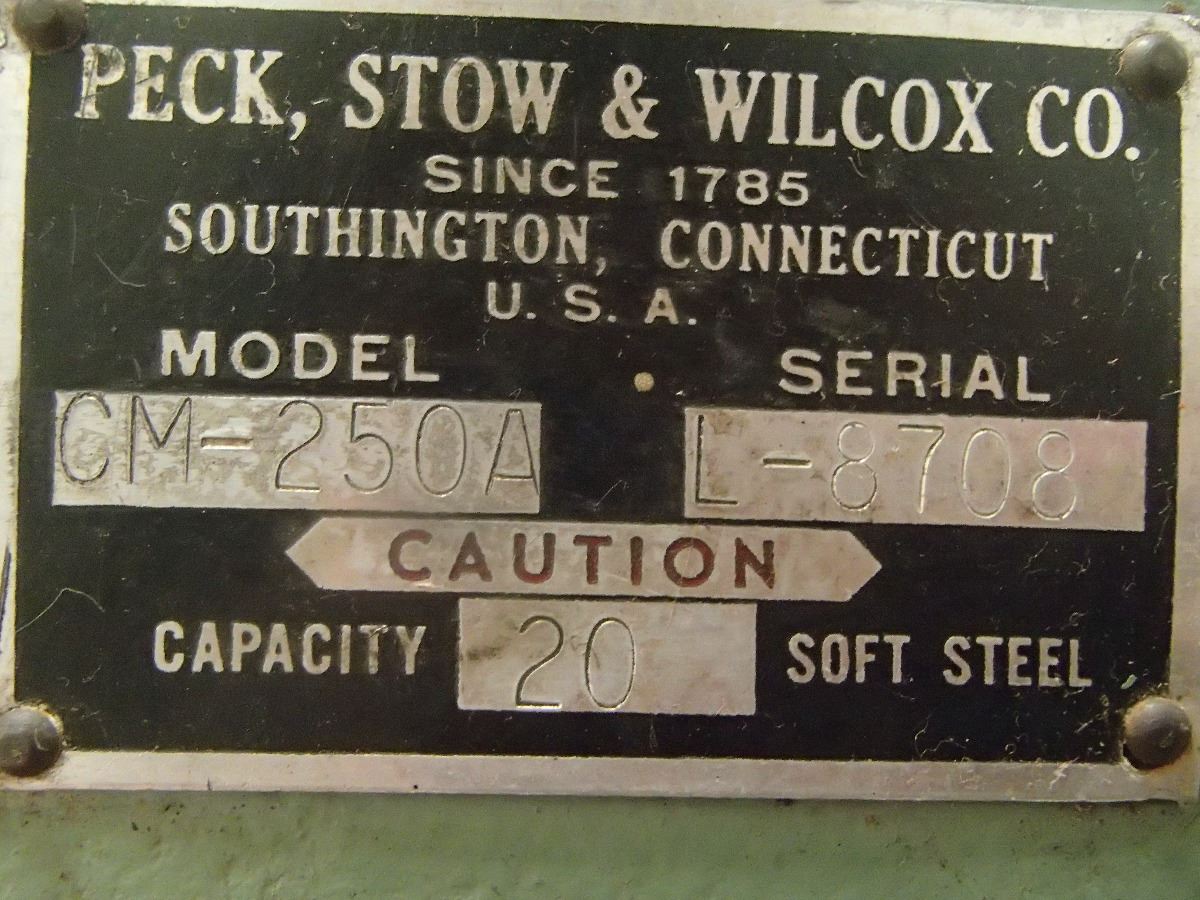 PECK, STOW & WILCOX CO.
SINCE 1785
SOUTHINGTON, CONNECTICUT
U. S. A.
MODEL SERIAL
CM-250A L-8708
CAUTION
CAPACITY 20 SOFT STEEL